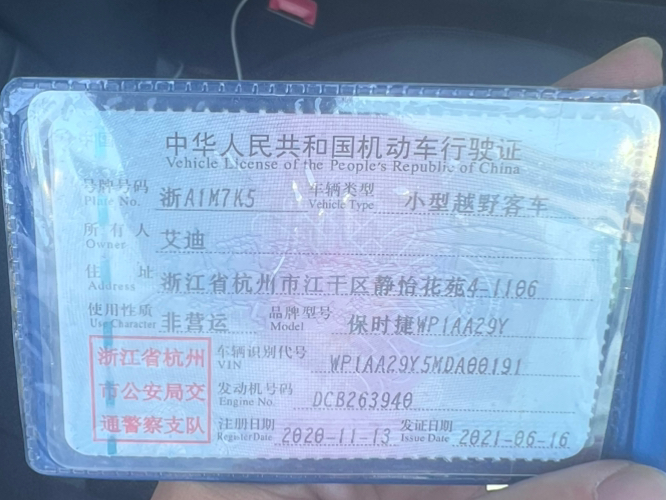 中华人民共和国机动车行驶证
Vehicle License of the People's Republic of China
号牌号码 浙A1M7K5 车辆类型 小型越野客车
Plate No. Vehicle Type
所有人 艾迪
Owner
住址 浙江省杭州市江干区静怡花苑4-1106
Address
使用性质 非营运 品牌型号 保时捷WP1AA29Y
Use Character Model
浙江省杭州
市公安局交
通警察支队
车辆识别代号 WP1AA29Y5MDA00191
VIN
发动机号码 DCB263940
Engine No.
注册日期 2020-11-13 发证日期 2021-06-16
Register Date Issue Date